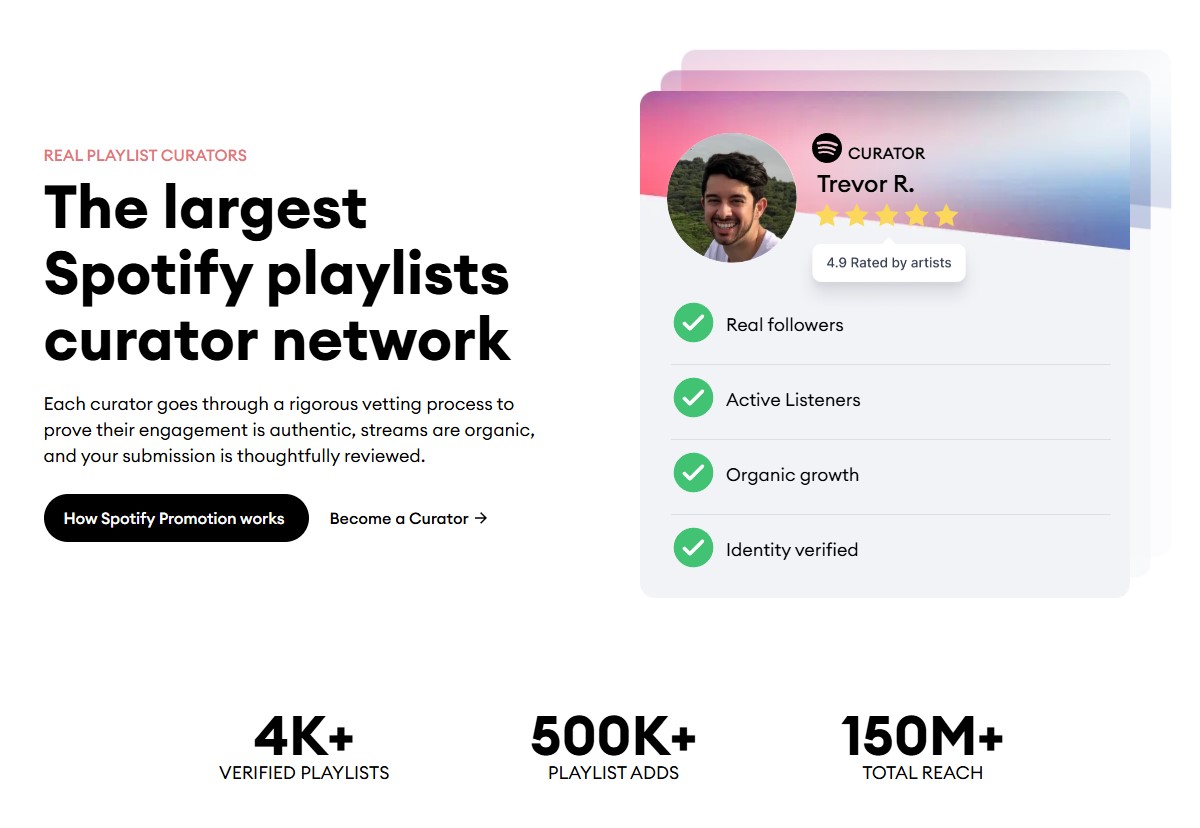 REAL PLAYLIST CURATORS
The largest
Spotify playlists
curator network
Each curator goes through a rigorous vetting process to
prove their engagement is authentic, streams are organic,
and your submission is thoughtfully reviewed.
How Spotify Promotion works
Become a Curator →
CURATOR
Trevor R.
4.9 Rated by artists
Real followers
Active Listeners
Organic growth
Identity verified
4K+
VERIFIED PLAYLISTS
500K+
PLAYLIST ADDS
150M+
TOTAL REACH